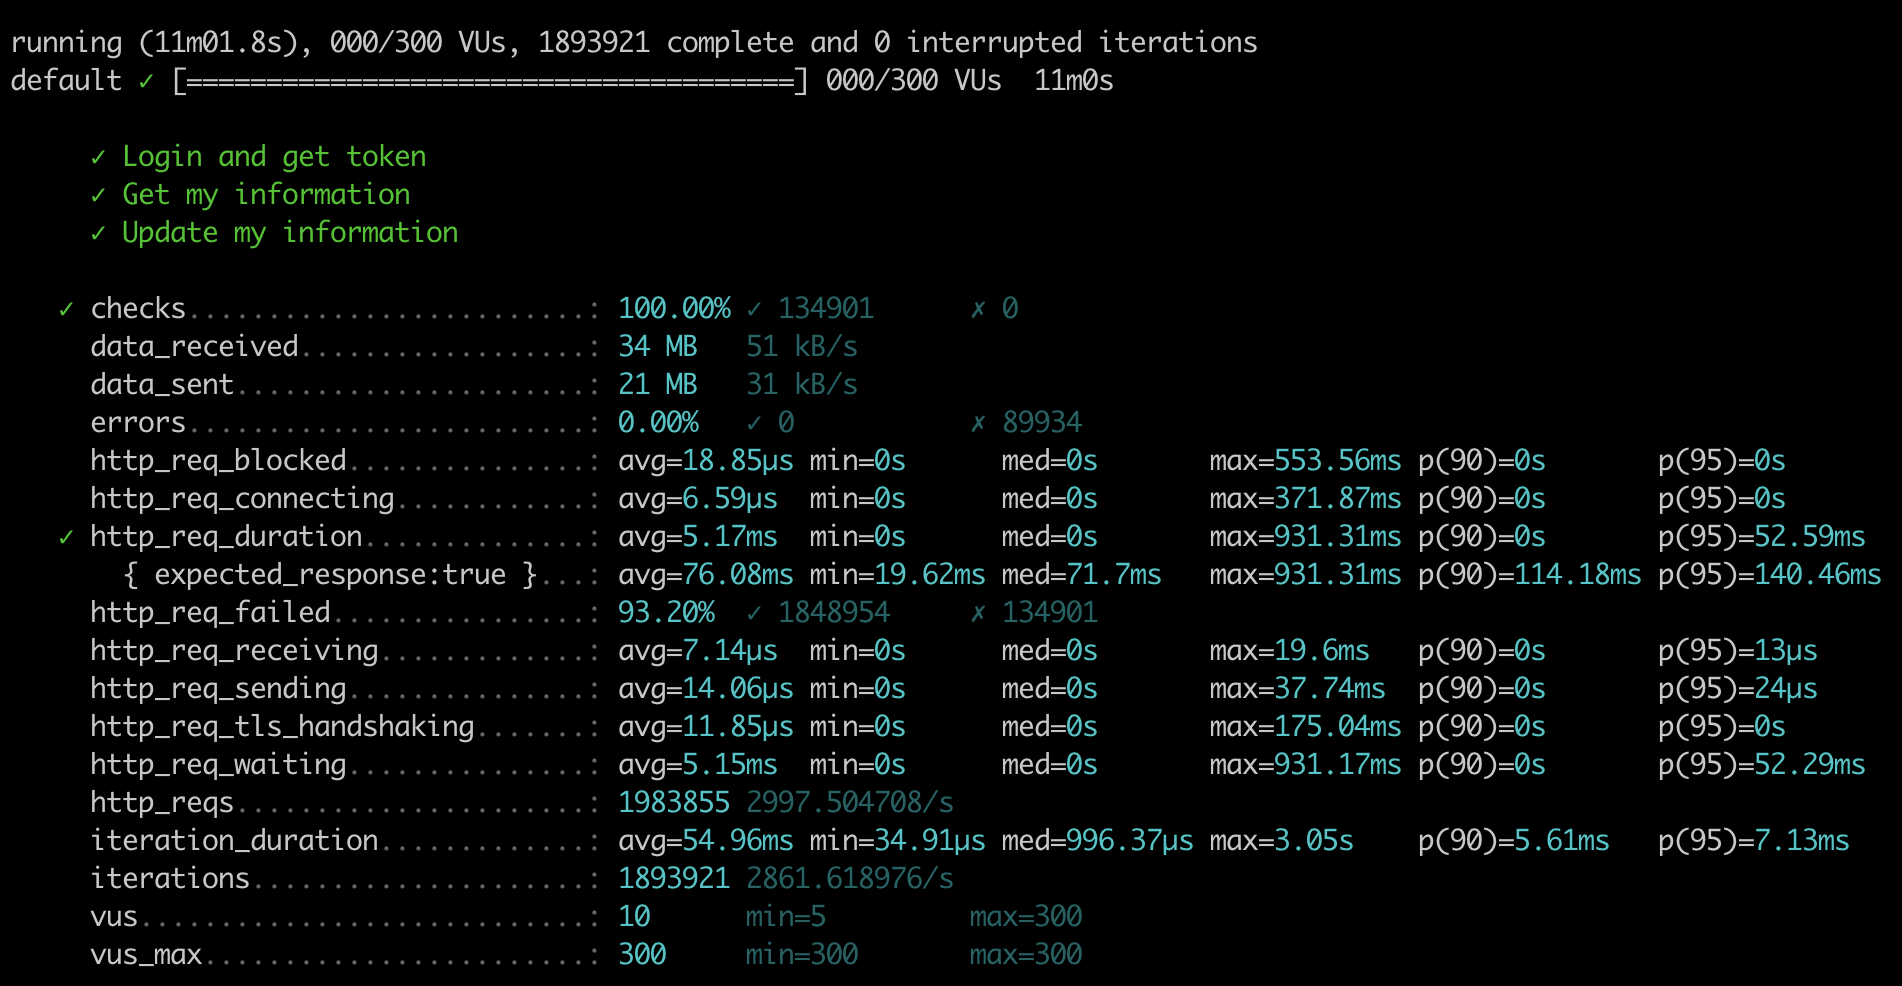 running (11m01.8s), 000/300 VUs, 1893921 complete and 0 interrupted iterations
default ✓ [======================================] 000/300 VUs  11m0s
✓ Login and get token
✓ Get my information
✓ Update my information
✓ checks.........................: 100.00% ✓ 134901      ✗ 0
data_received..................: 34 MB   51 kB/s
data_sent......................: 21 MB   31 kB/s
errors.........................: 0.00%   ✓ 0           ✗ 89934
http_req_blocked...............: avg=18.85µs min=0s      med=0s       max=553.56ms p(90)=0s       p(95)=0s
http_req_connecting............: avg=6.59µs  min=0s      med=0s       max=371.87ms p(90)=0s       p(95)=0s
✓ http_req_duration..............: avg=5.17ms  min=0s      med=0s       max=931.31ms p(90)=0s       p(95)=52.59ms
{ expected_response:true }...: avg=76.08ms min=19.62ms med=71.7ms   max=931.31ms p(90)=114.18ms p(95)=140.46ms
http_req_failed................: 93.20%  ✓ 1848954     ✗ 134901
http_req_receiving.............: avg=7.14µs  min=0s      med=0s       max=19.6ms   p(90)=0s       p(95)=13µs
http_req_sending...............: avg=14.06µs min=0s      med=0s       max=37.74ms  p(90)=0s       p(95)=24µs
http_req_tls_handshaking.......: avg=11.85µs min=0s      med=0s       max=175.04ms p(90)=0s       p(95)=0s
http_req_waiting...............: avg=5.15ms  min=0s      med=0s       max=931.17ms p(90)=0s       p(95)=52.29ms
http_reqs......................: 1983855 2997.504708/s
iteration_duration.............: avg=54.96ms min=34.91µs med=996.37µs max=3.05s    p(90)=5.61ms   p(95)=7.13ms
iterations.....................: 1893921 2861.618976/s
vus............................: 10      min=5         max=300
vus_max........................: 300     min=300       max=300